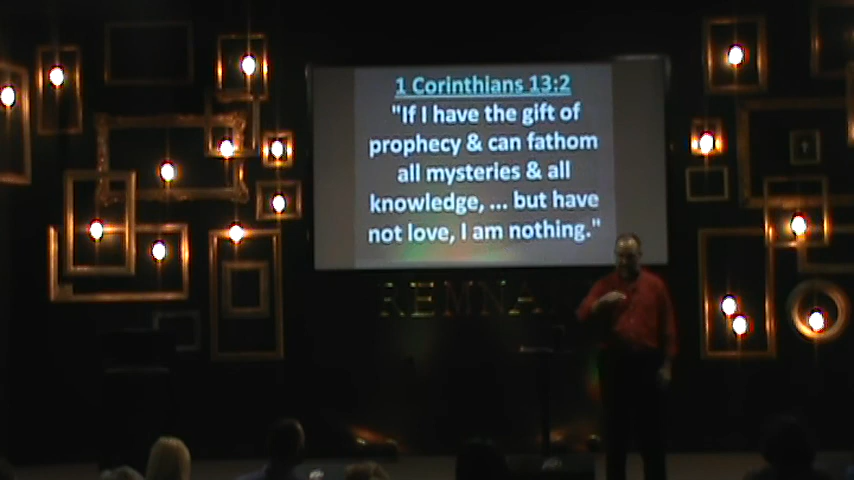 1 Corinthians 13:2
"If I have the gift of
prophecy & can fathom
all mysteries & all
knowledge, ... but have
not love, I am nothing."
REMNA